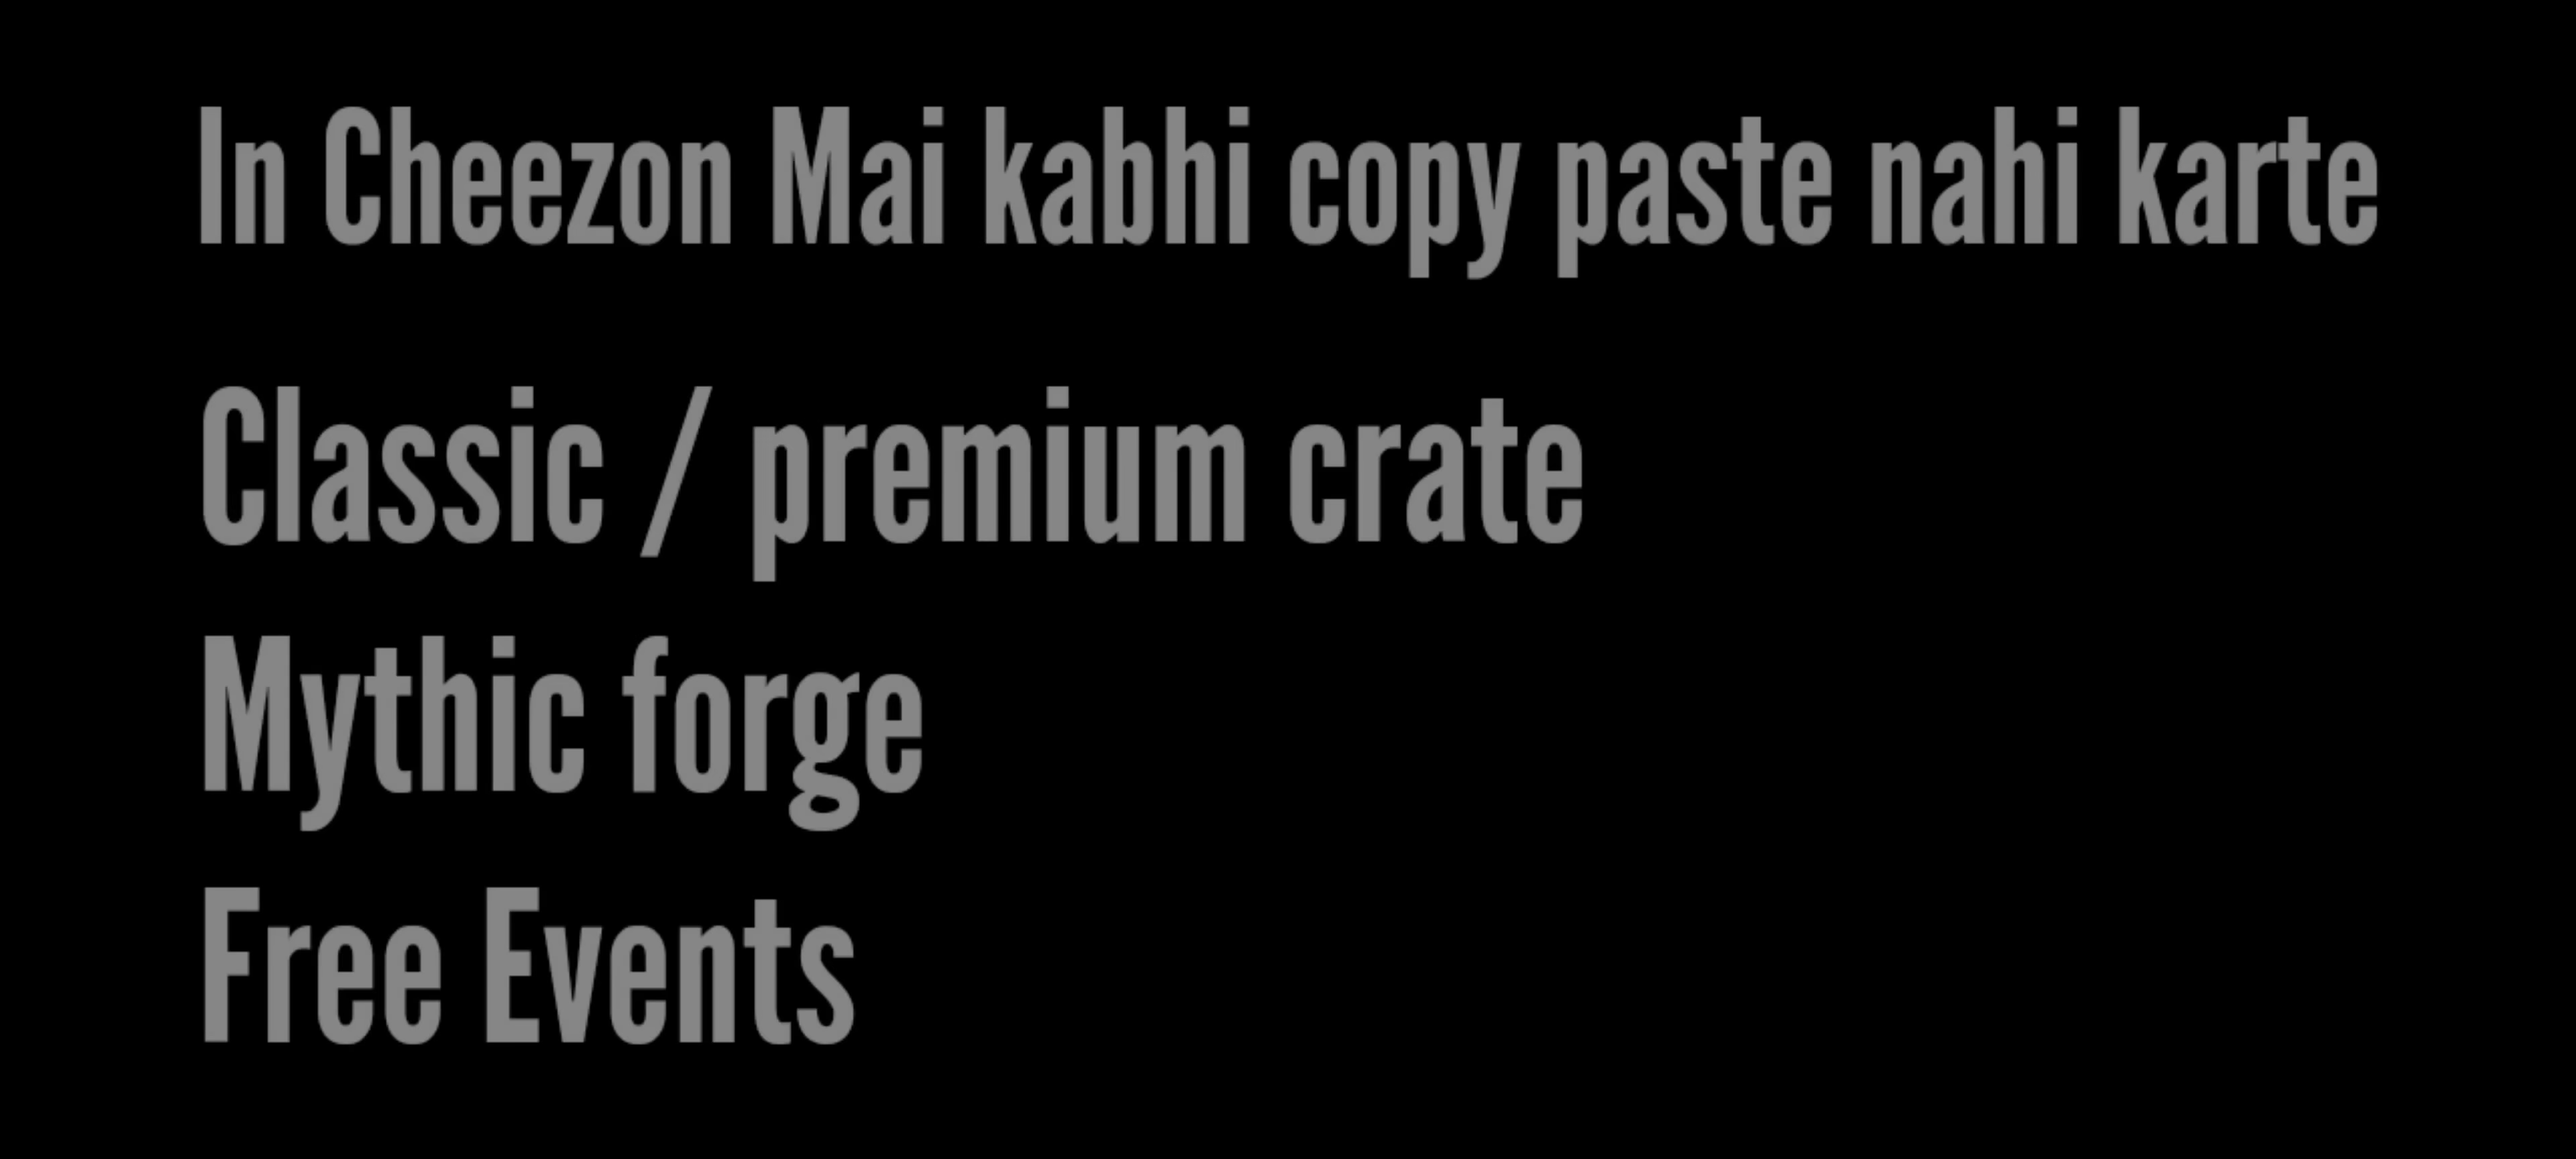 In Cheezon Mai kabhi copy paste nahi karte
Classic / premium crate
Mythic forge
Free Events